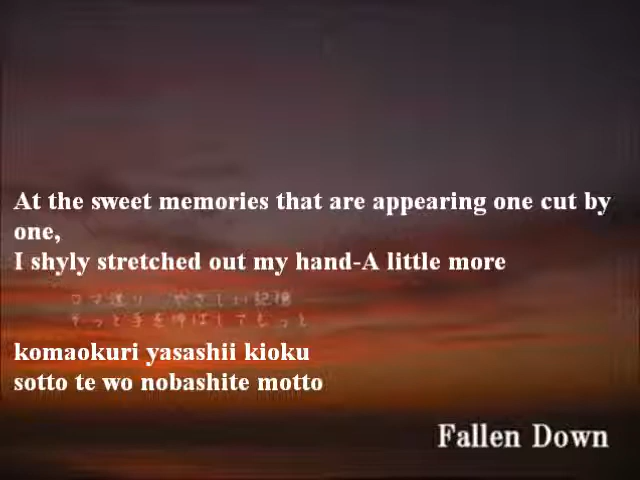 At the sweet memories that are appearing one cut by
one,
I shyly stretched out my hand-A little more
コマ送り やさしい記憶
そっと手を伸ばしてもっと
komaokuri yasashii kioku
sotto te wo nobashite motto
Fallen Down